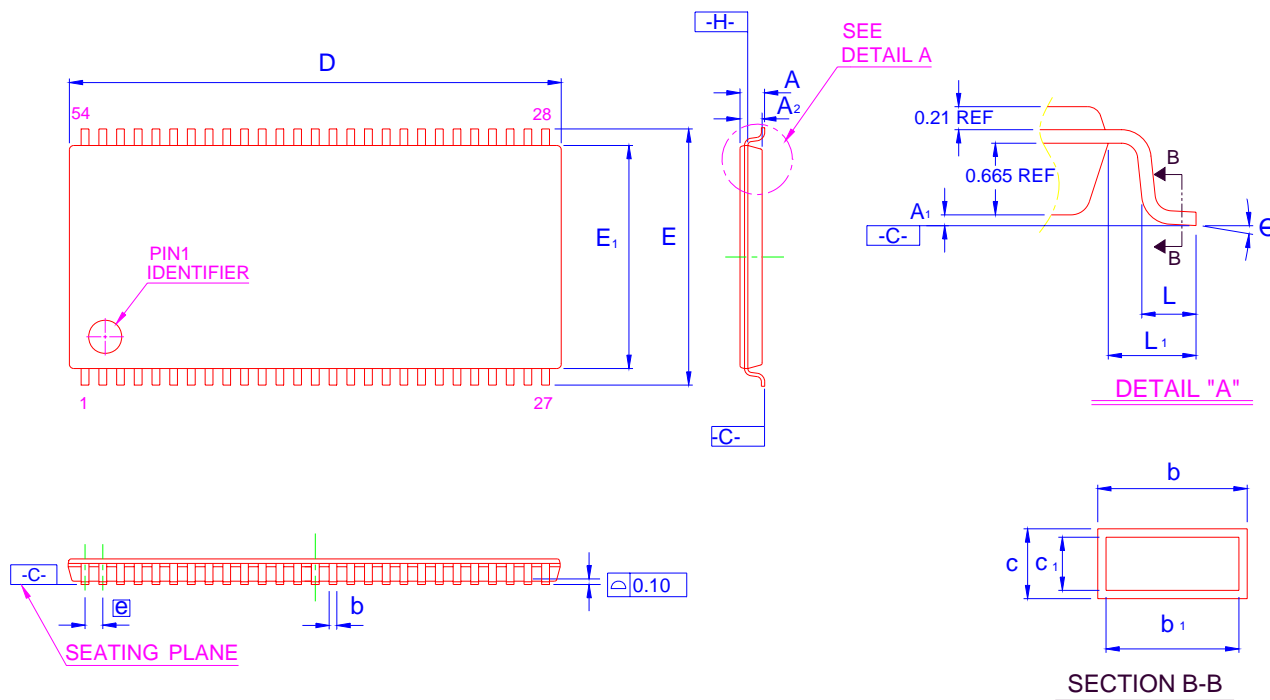 -H-
SEE
DETAIL A
D
A
A2
54
28
0.21 REF
B
0.665 REF
A1
-C-
E1
E
PIN1
IDENTIFIER
B
L
L1
1
27
DETAIL "A"
-C-
b
-C-
0.10
c
c1
e
b
b1
SEATING PLANE
SECTION B-B